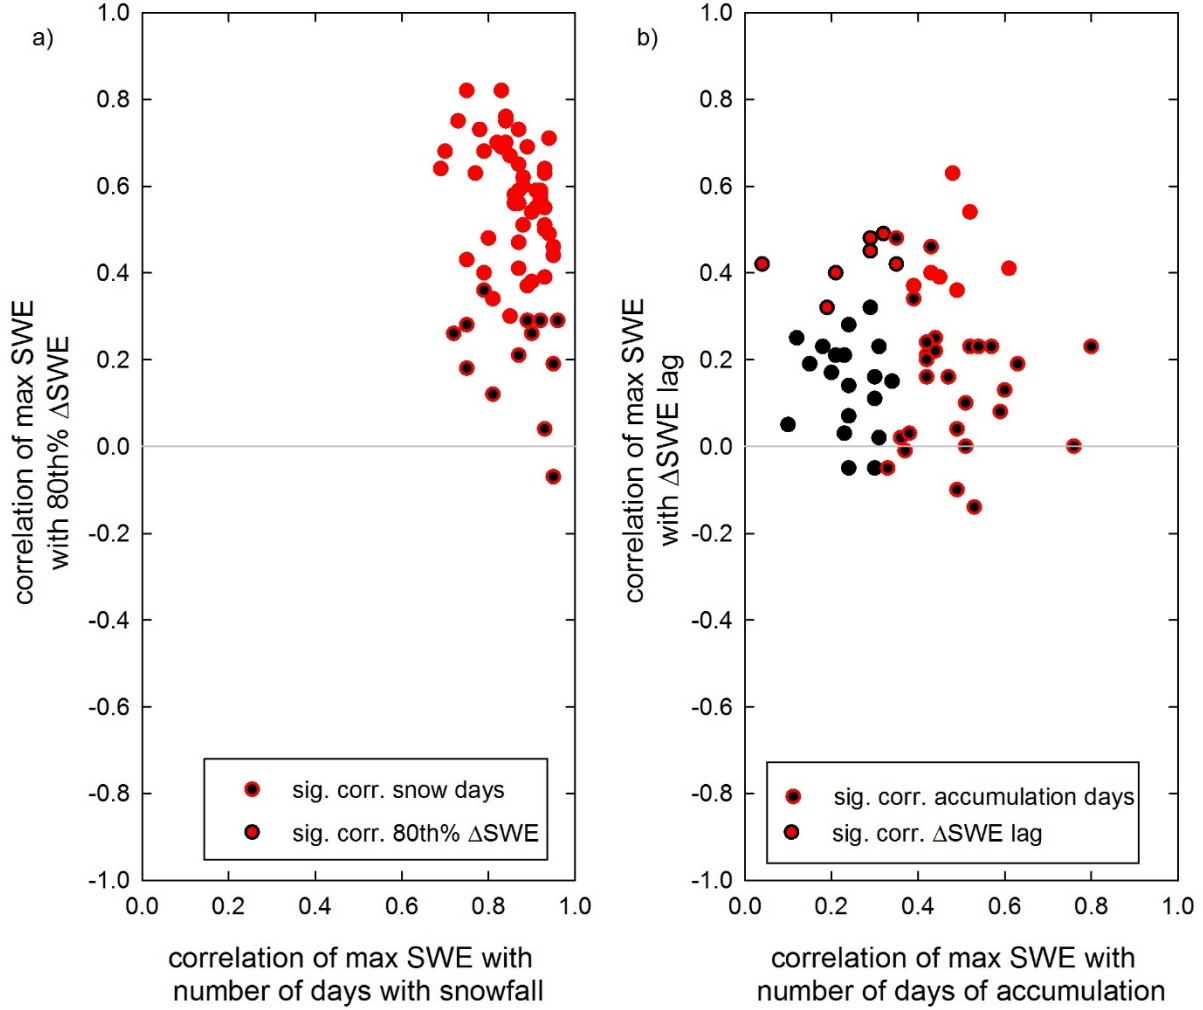 a)
1.0
0.8
0.6
0.4
0.2
0.0
-0.2
-0.4
-0.6
-0.8
-1.0
0.0 0.2 0.4 0.6 0.8 1.0
correlation of max SWE
with 80th% ΔSWE
sig. corr. snow days
sig. corr. 80th% ΔSWE
correlation of max SWE with
number of days with snowfall
b)
1.0
0.8
0.6
0.4
0.2
0.0
-0.2
-0.4
-0.6
-0.8
-1.0
0.0 0.2 0.4 0.6 0.8 1.0
correlation of max SWE
with ΔSWE lag
sig. corr. accumulation days
sig. corr. ΔSWE lag
correlation of max SWE with
number of days of accumulation